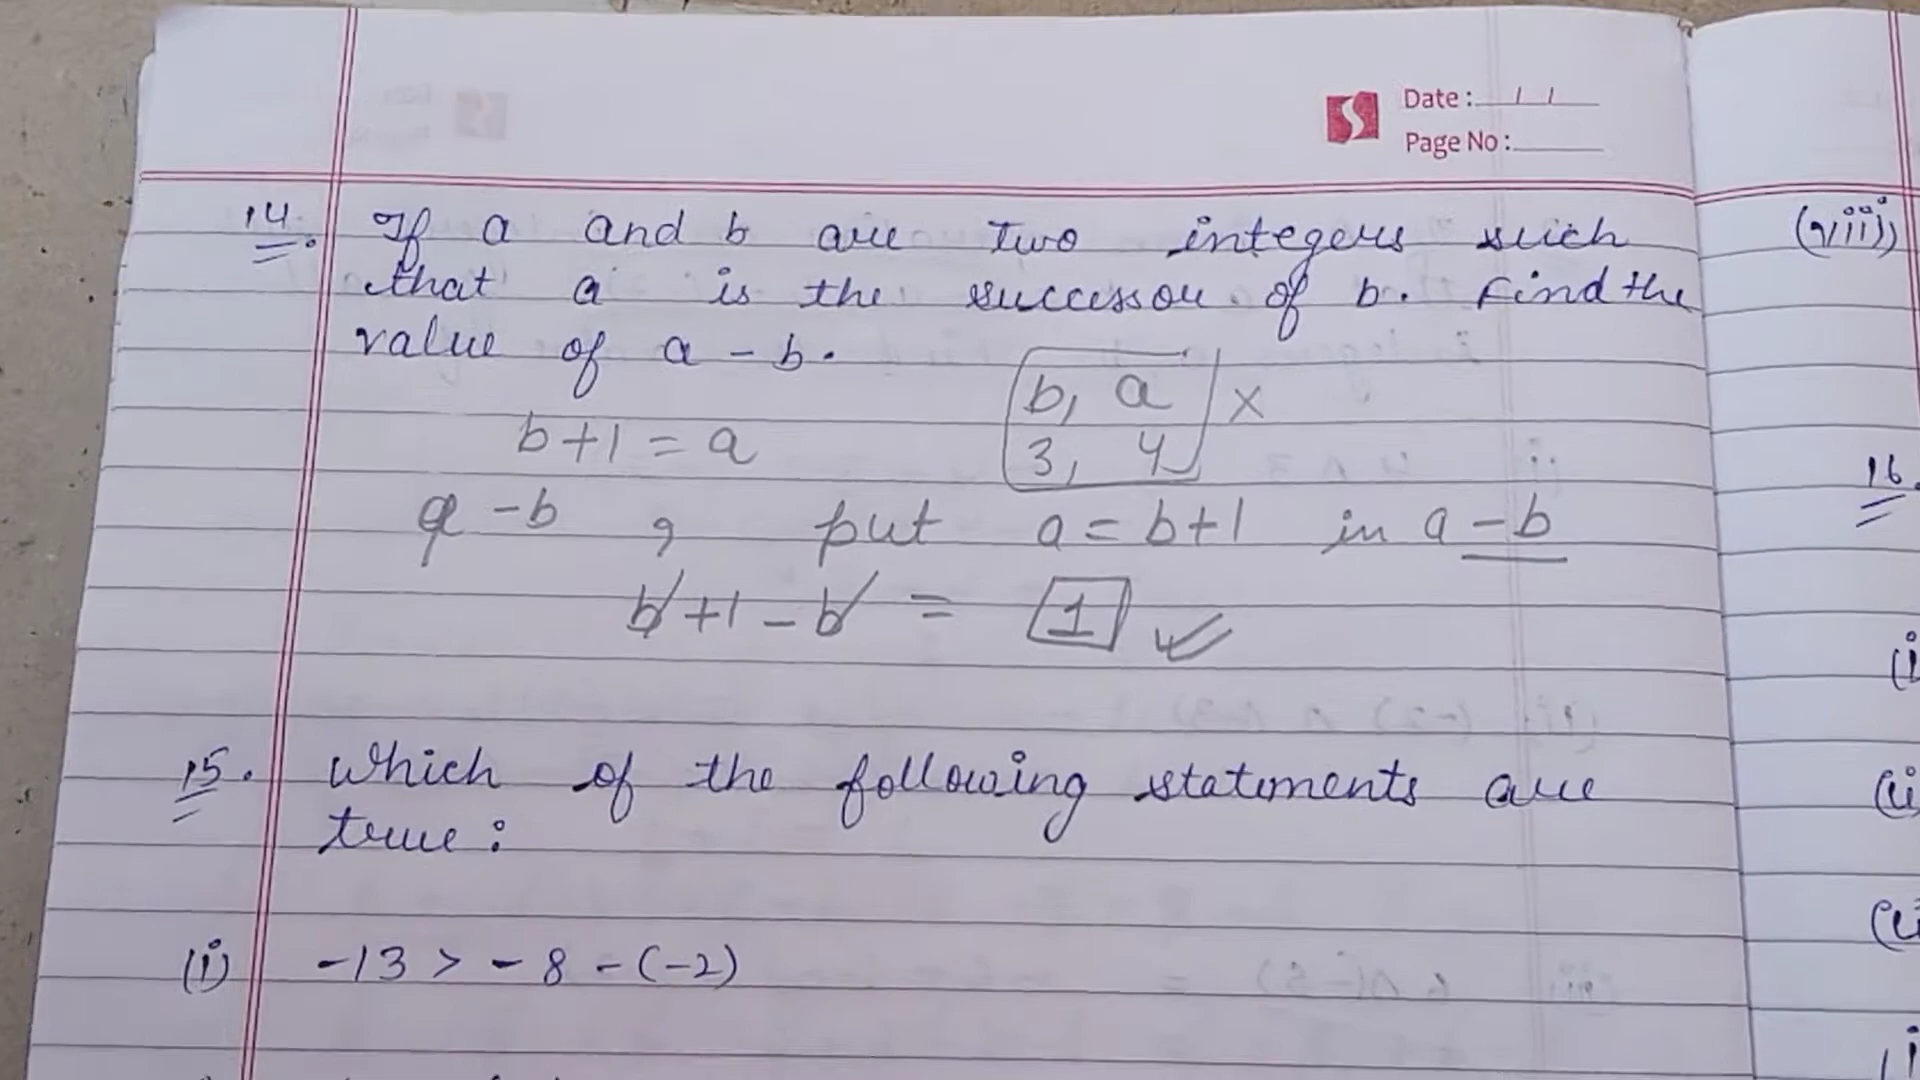 Date : / /
Page No :
14. If a and b are two integers such
that a is the successor of b. Find the
value of a - b.
b, a
3, 4 ×
b+1 = a
a - b , put a = b+1 in a - b
b+1 - b = 1
15. Which of the following statements are
true :
(i) -13 > - 8 - (-2)
(viii)
16.
(i
(ii
(ii
(i